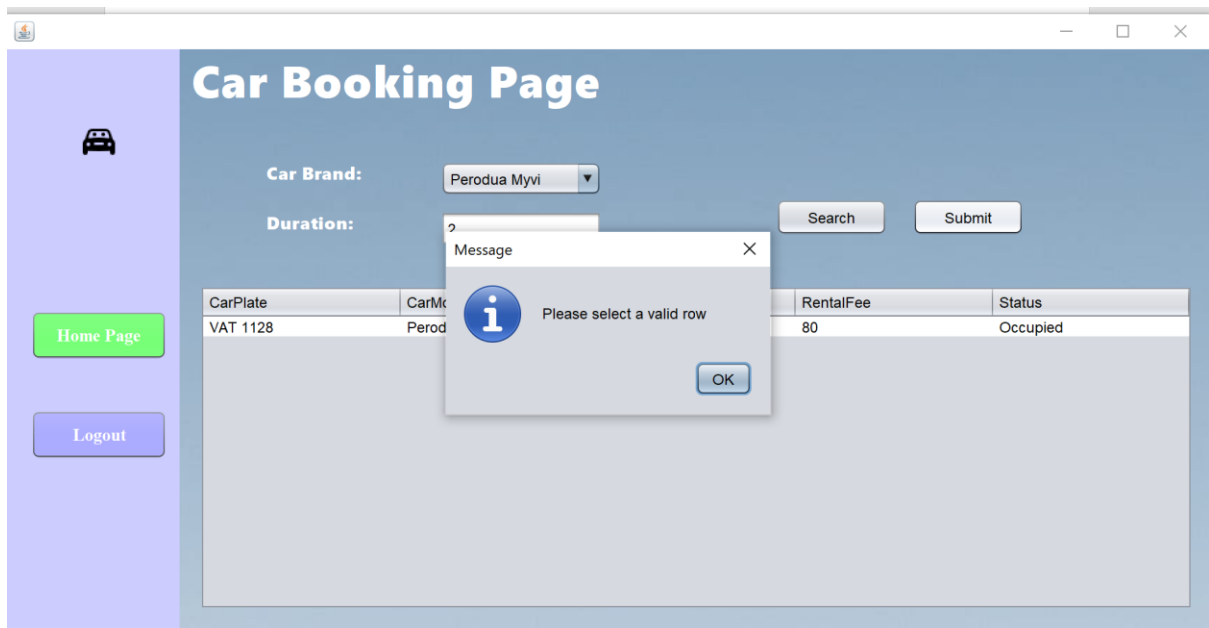 Car Booking Page
Car Brand:
Perodua Myvi
Duration:
2
Search
Submit
Message
Please select a valid row
OK
CarPlate
RentalFee
Status
VAT 1128
80
Occupied
Home Page
Logout